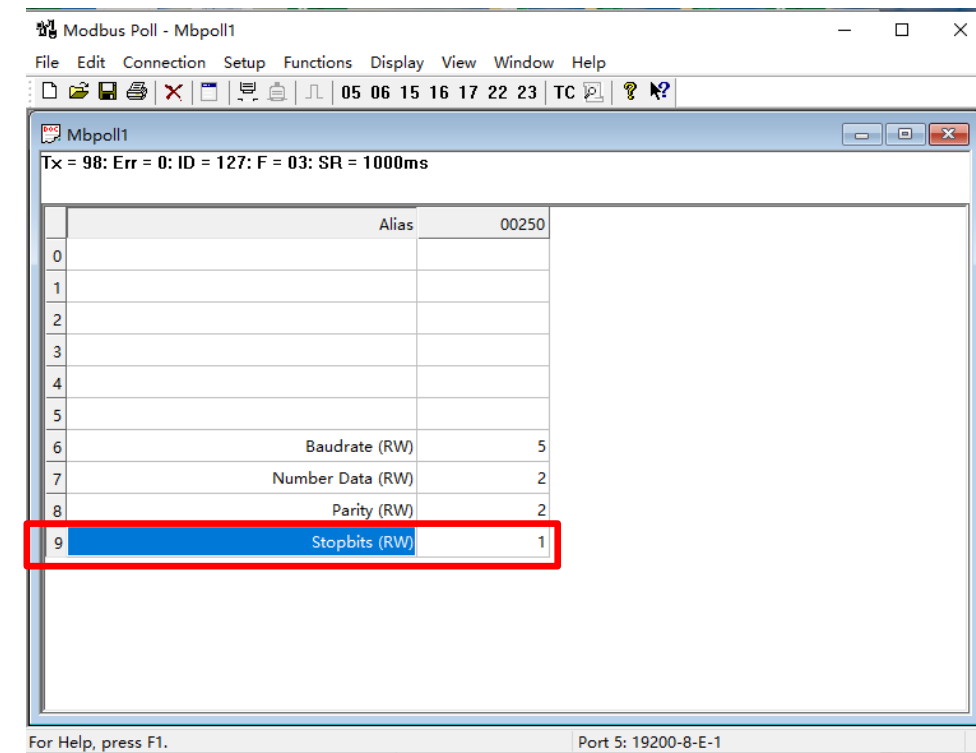 Modbus Poll - Mbpoll1
File Edit Connection Setup Functions Display View Window Help
05 06 15 16 17 22 23 TC
Mbpoll1
Tx = 98: Err = 0: ID = 127: F = 03: SR = 1000ms
Alias 00250
0
1
2
3
4
5
6 Baudrate (RW) 5
7 Number Data (RW) 2
8 Parity (RW) 2
9 Stopbits (RW) 1
For Help, press F1. Port 5: 19200-8-E-1